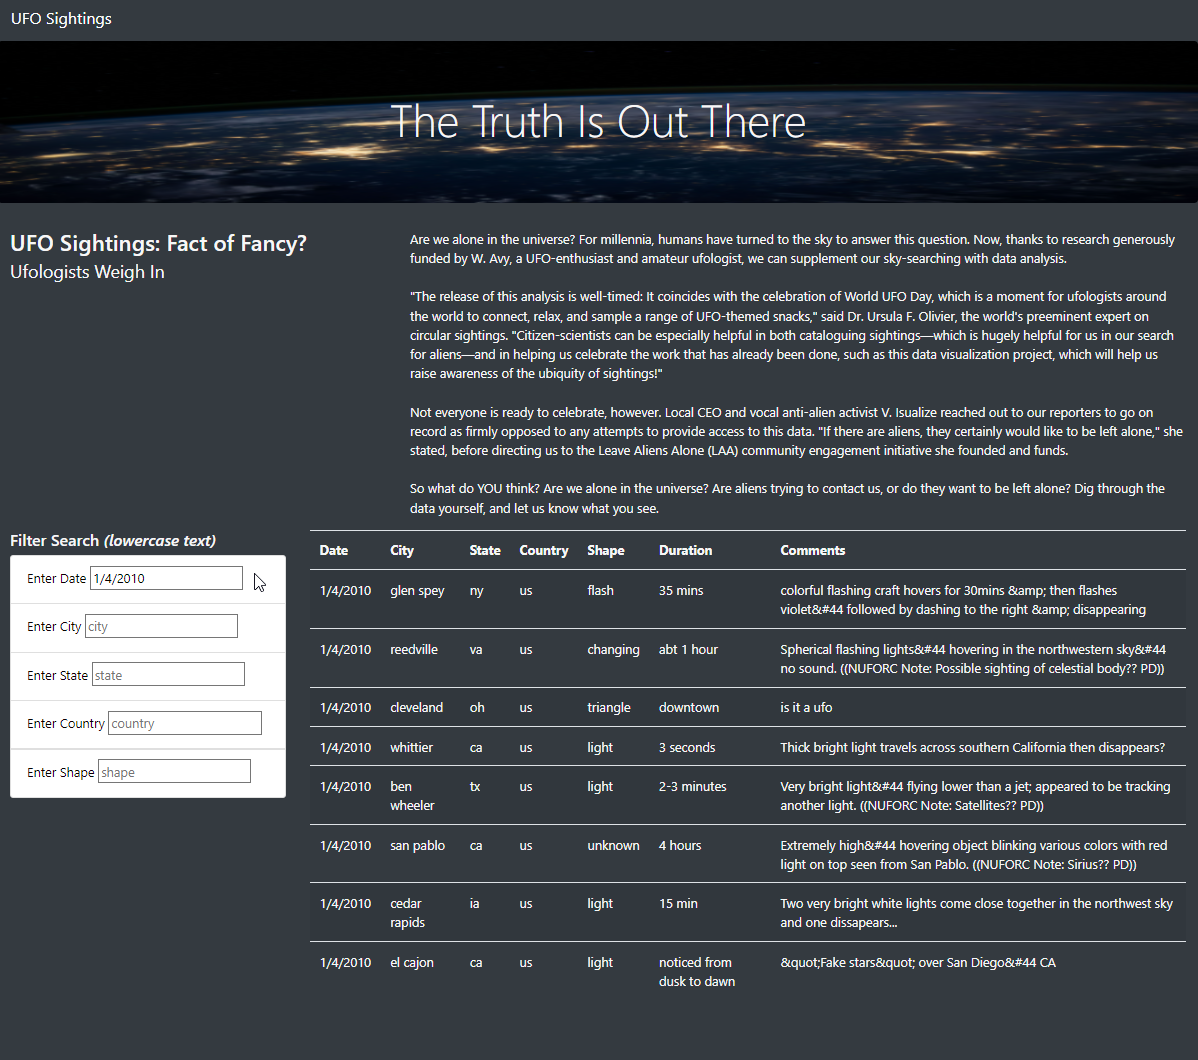 UFO Sightings
The Truth Is Out There
UFO Sightings: Fact of Fancy?
Ufologists Weigh In
Are we alone in the universe? For millennia, humans have turned to the sky to answer this question. Now, thanks to research generously
funded by W. Avy, a UFO-enthusiast and amateur ufologist, we can supplement our sky-searching with data analysis.
"The release of this analysis is well-timed: It coincides with the celebration of World UFO Day, which is a moment for ufologists around
the world to connect, relax, and sample a range of UFO-themed snacks," said Dr. Ursula F. Olivier, the world's preeminent expert on
circular sightings. "Citizen-scientists can be especially helpful in both cataloguing sightings—which is hugely helpful for us in our search
for aliens—and in helping us celebrate the work that has already been done, such as this data visualization project, which will help us
raise awareness of the ubiquity of sightings!"
Not everyone is ready to celebrate, however. Local CEO and vocal anti-alien activist V. Isualize reached out to our reporters to go on
record as firmly opposed to any attempts to provide access to this data. "If there are aliens, they certainly would like to be left alone," she
stated, before directing us to the Leave Aliens Alone (LAA) community engagement initiative she founded and funds.
So what do YOU think? Are we alone in the universe? Are aliens trying to contact us, or do they want to be left alone? Dig through the
data yourself, and let us know what you see.
Filter Search (lowercase text)
Enter Date 1/4/2010
Enter City city
Enter State state
Enter Country country
Enter Shape shape
Date City State Country Shape Duration Comments
1/4/2010 glen spey ny us flash 35 mins colorful flashing craft hovers for 30mins &amp; then flashes
violet&#44 followed by dashing to the right &amp; disappearing
1/4/2010 reedville va us changing abt 1 hour Spherical flashing lights&#44 hovering in the northwestern sky&#44
no sound. ((NUFORC Note: Possible sighting of celestial body?? PD))
1/4/2010 cleveland oh us triangle downtown is it a ufo
1/4/2010 whittier ca us light 3 seconds Thick bright light travels across southern California then disappears?
1/4/2010 ben tx us light 2-3 minutes Very bright light&#44 flying lower than a jet; appeared to be tracking
wheeler another light. ((NUFORC Note: Satellites?? PD))
1/4/2010 san pablo ca us unknown 4 hours Extremely high&#44 hovering object blinking various colors with red
light on top seen from San Pablo. ((NUFORC Note: Sirius?? PD))
1/4/2010 cedar ia us light 15 min Two very bright white lights come close together in the northwest sky
rapids and one dissapears...
1/4/2010 el cajon ca us light noticed from &quot;Fake stars&quot; over San Diego&#44 CA
dusk to dawn